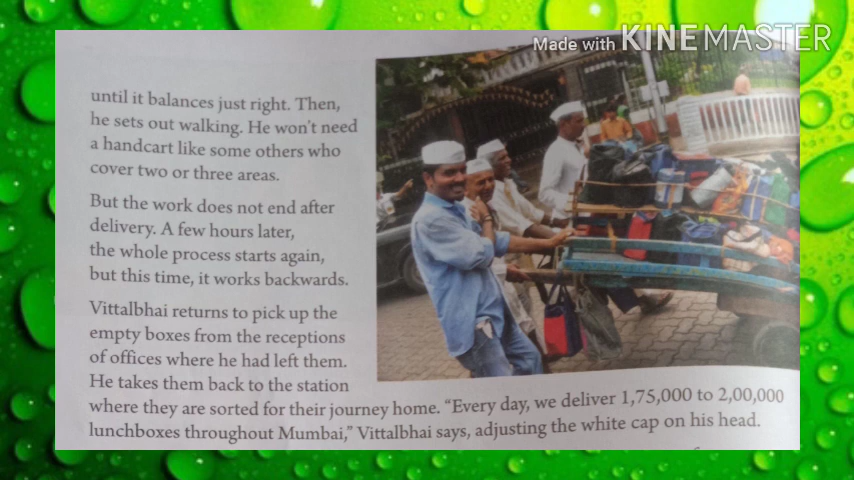 Made with KINEMASTER
until it balances just right. Then,
he sets out walking. He won't need
a handcart like some others who
cover two or three areas.
But the work does not end after
delivery. A few hours later,
the whole process starts again,
but this time, it works backwards.
Vittalbhai returns to pick up the
empty boxes from the receptions
of offices where he had left them.
He takes them back to the station
where they are sorted for their journey home. “Every day, we deliver 1,75,000 to 2,00,000
lunchboxes throughout Mumbai,” Vittalbhai says, adjusting the white cap on his head.